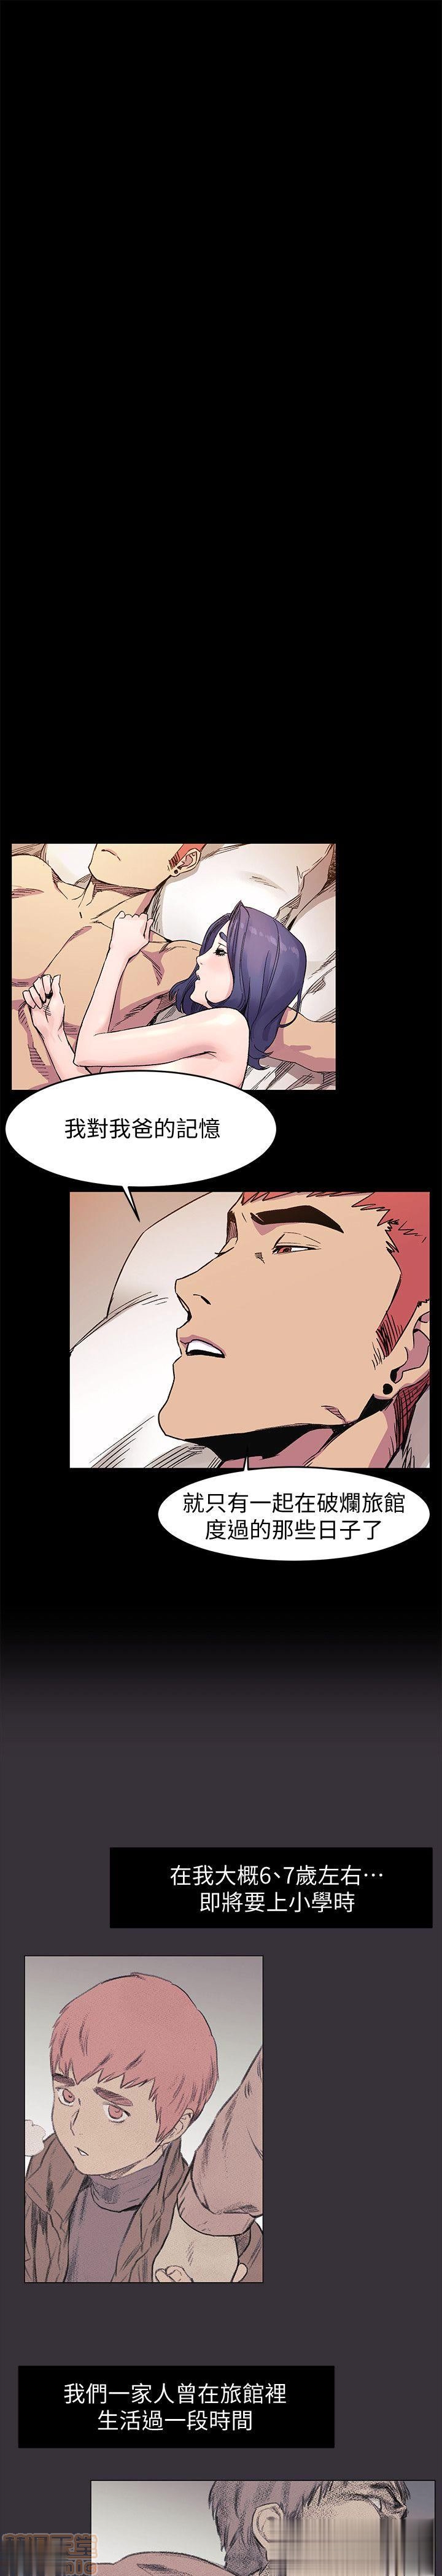 我對我爸的記憶
就只有一起在破爛旅館
度過的那些日子了
在我大概6、7歲左右⋯
即將要上小學時
我們一家人曾在旅館裡
生活過一段時間